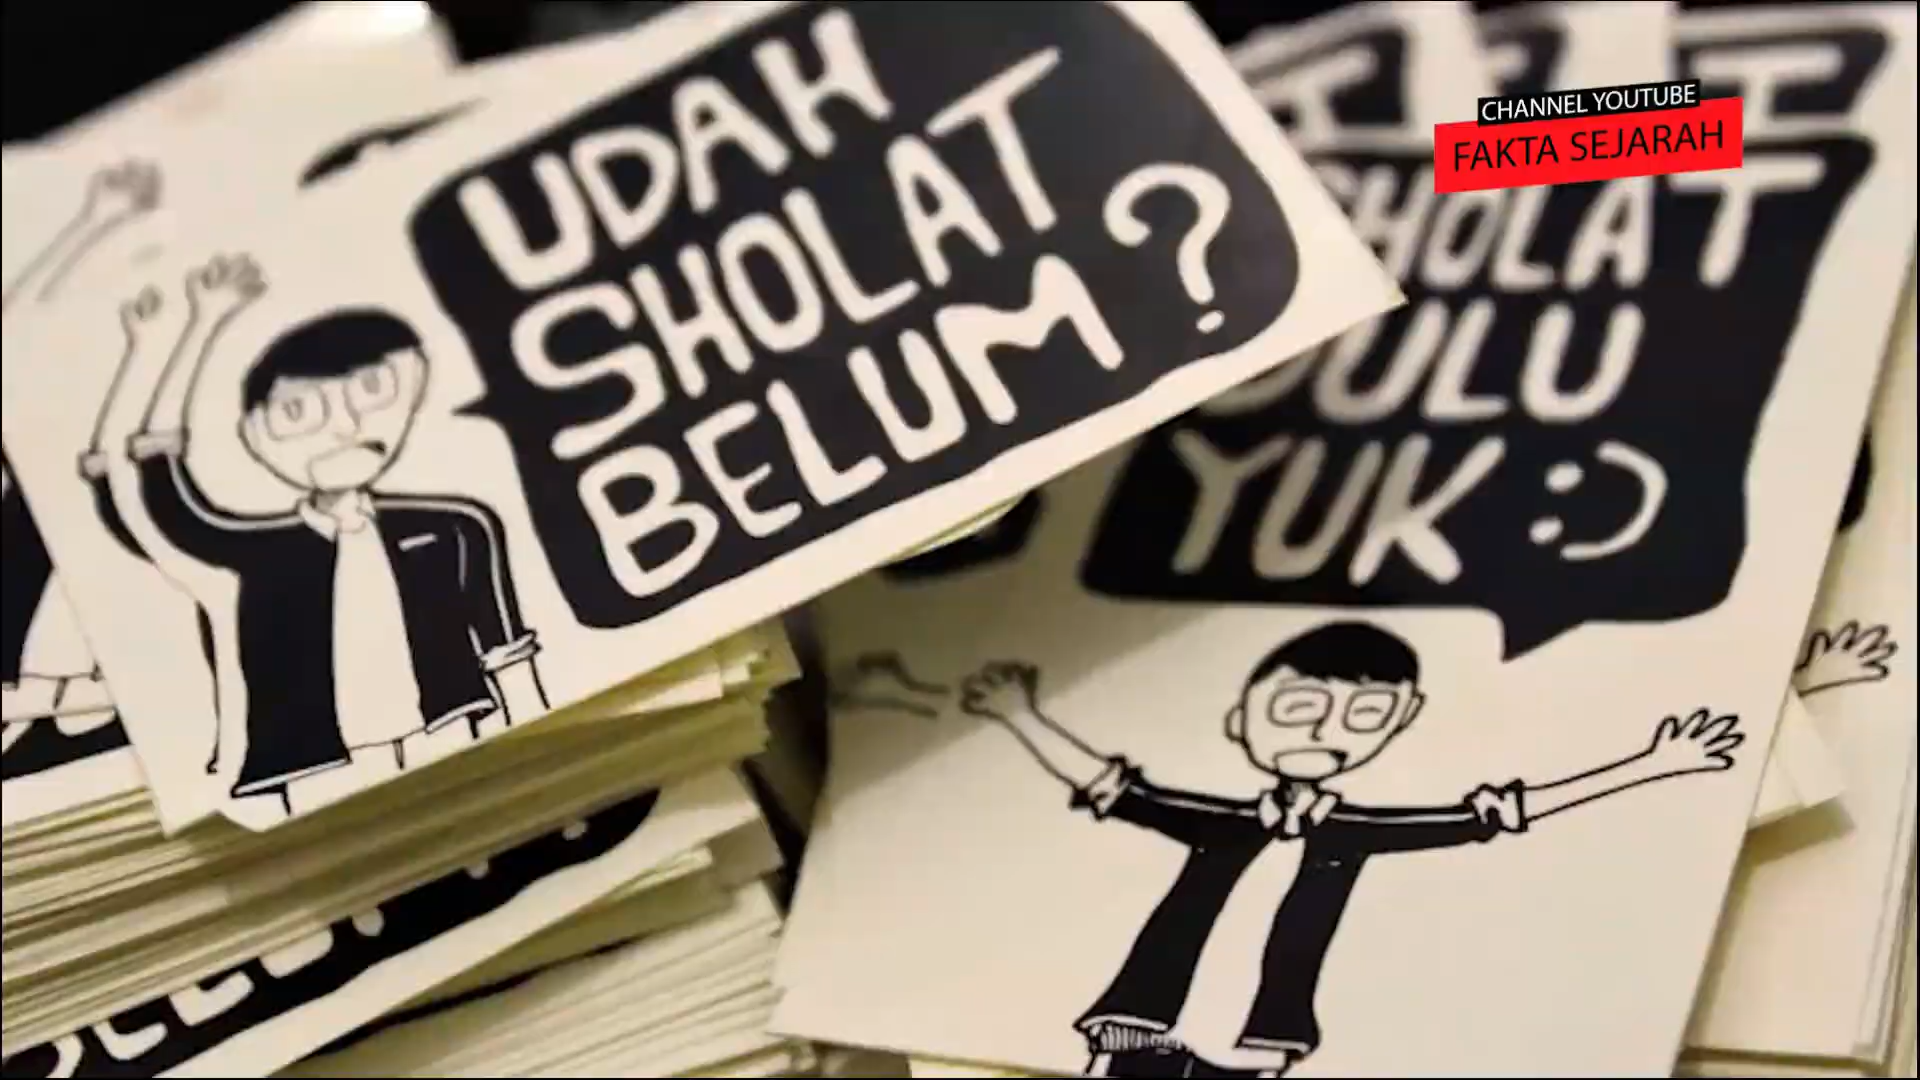 UDAH
SHOLAT
BELUM?
CHANNEL YOUTUBE
FAKTA SEJARAH
SHOLAT
DULU
YUK :)